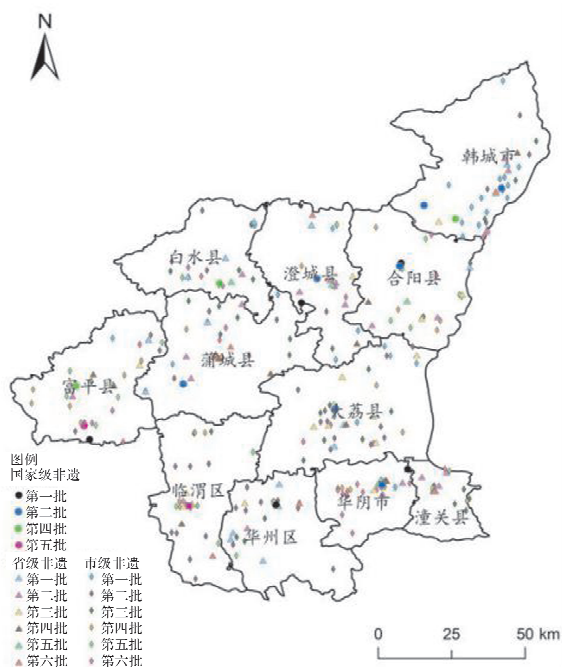 N
韩城市
白水县
澄城县
合阳县
蒲城县
富平县
大荔县
临渭区
华阴市
潼关县
华州区
图例
国家级非遗
第一批
第二批
第四批
第五批
省级非遗 市级非遗
第一批 第一批
第二批 第二批
第三批 第三批
第四批 第四批
第五批 第五批
第六批 第六批
0 25 50 km